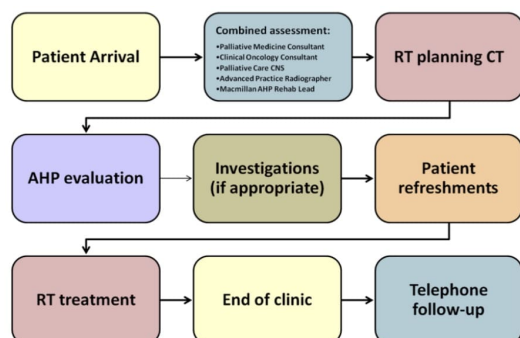 Patient Arrival
Combined assessment:
•Palliative Medicine Consultant
•Clinical Oncology Consultant
•Palliative Care CNS
•Advanced Practice Radiographer
•Macmillan AHP Rehab Lead
RT planning CT
AHP evaluation
Investigations
(if appropriate)
Patient
refreshments
RT treatment
End of clinic
Telephone
follow-up